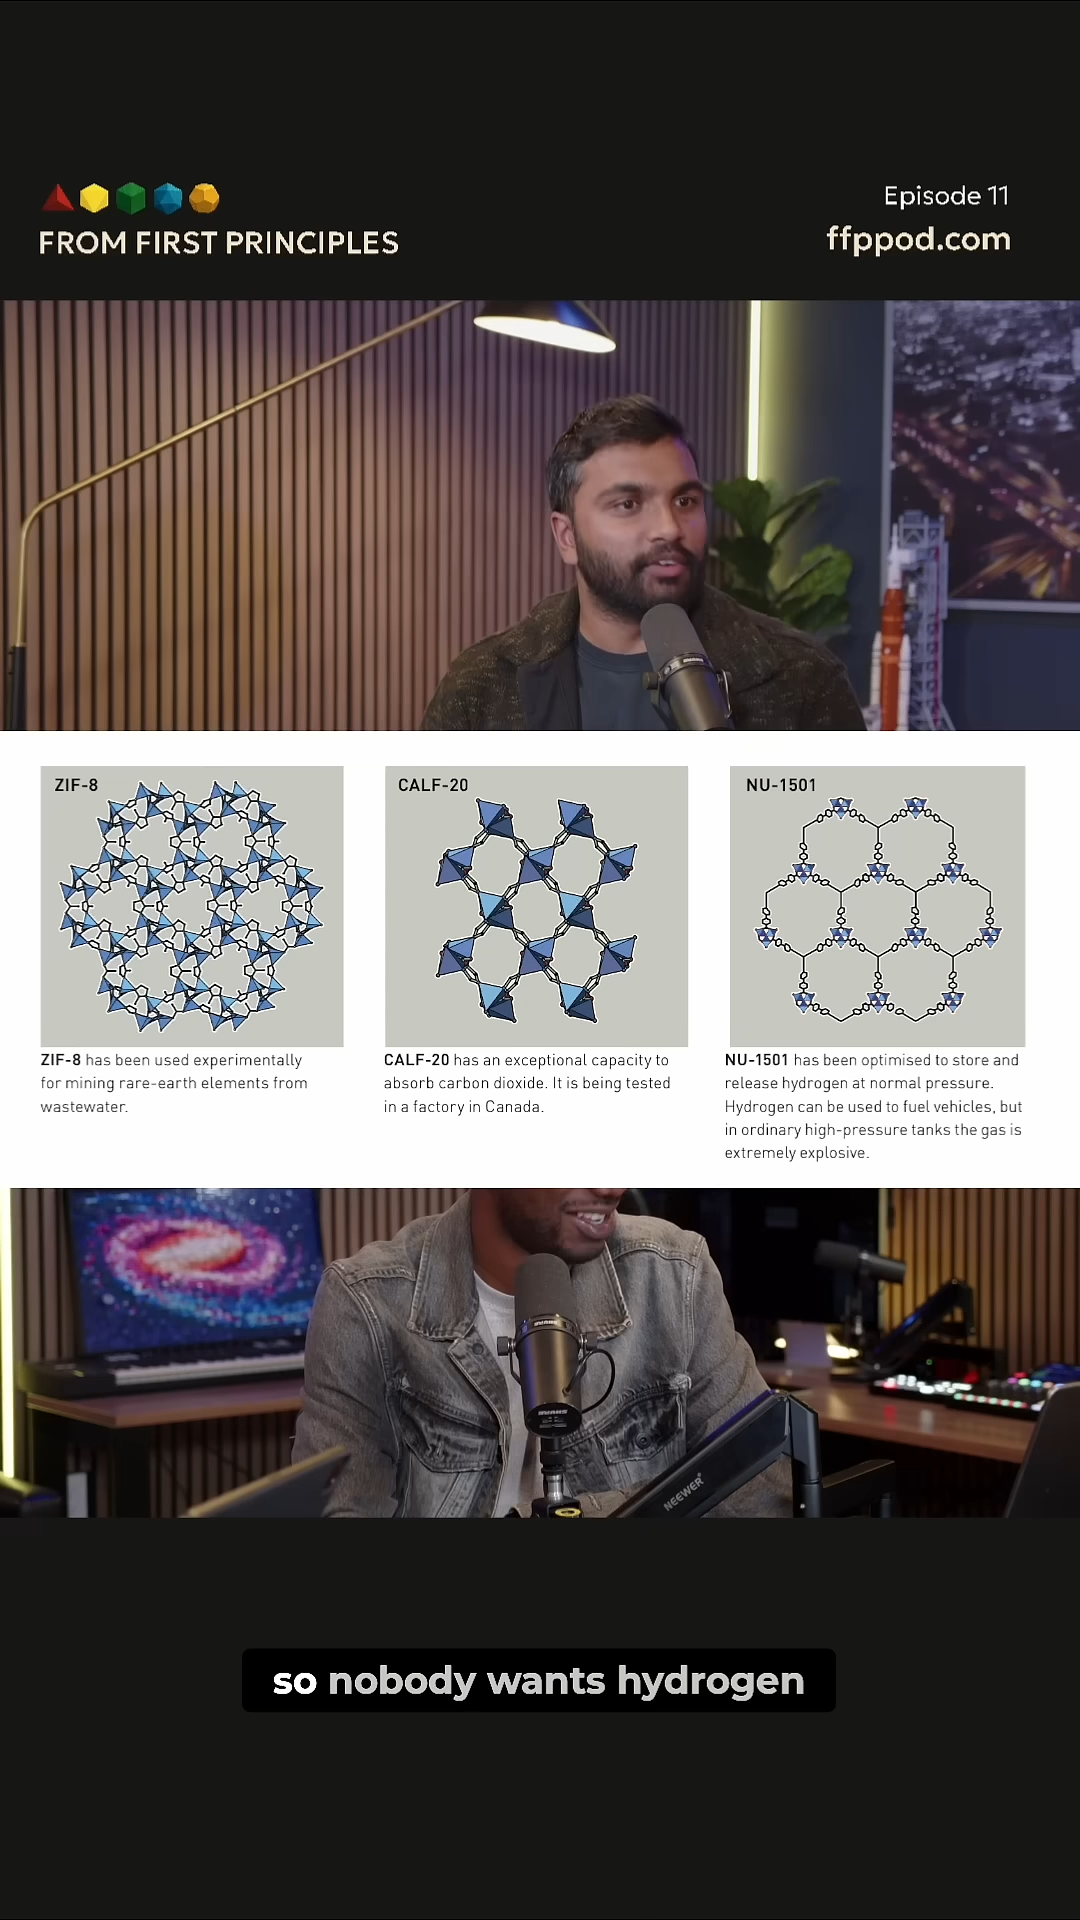 FROM FIRST PRINCIPLES
Episode 11
ffppod.com
ZIF-8
ZIF-8 has been used experimentally
for mining rare-earth elements from
wastewater.
CALF-20
CALF-20 has an exceptional capacity to
absorb carbon dioxide. It is being tested
in a factory in Canada.
NU-1501
NU-1501 has been optimised to store and
release hydrogen at normal pressure.
Hydrogen can be used to fuel vehicles, but
in ordinary high-pressure tanks the gas is
extremely explosive.
NEEWER
so nobody wants hydrogen